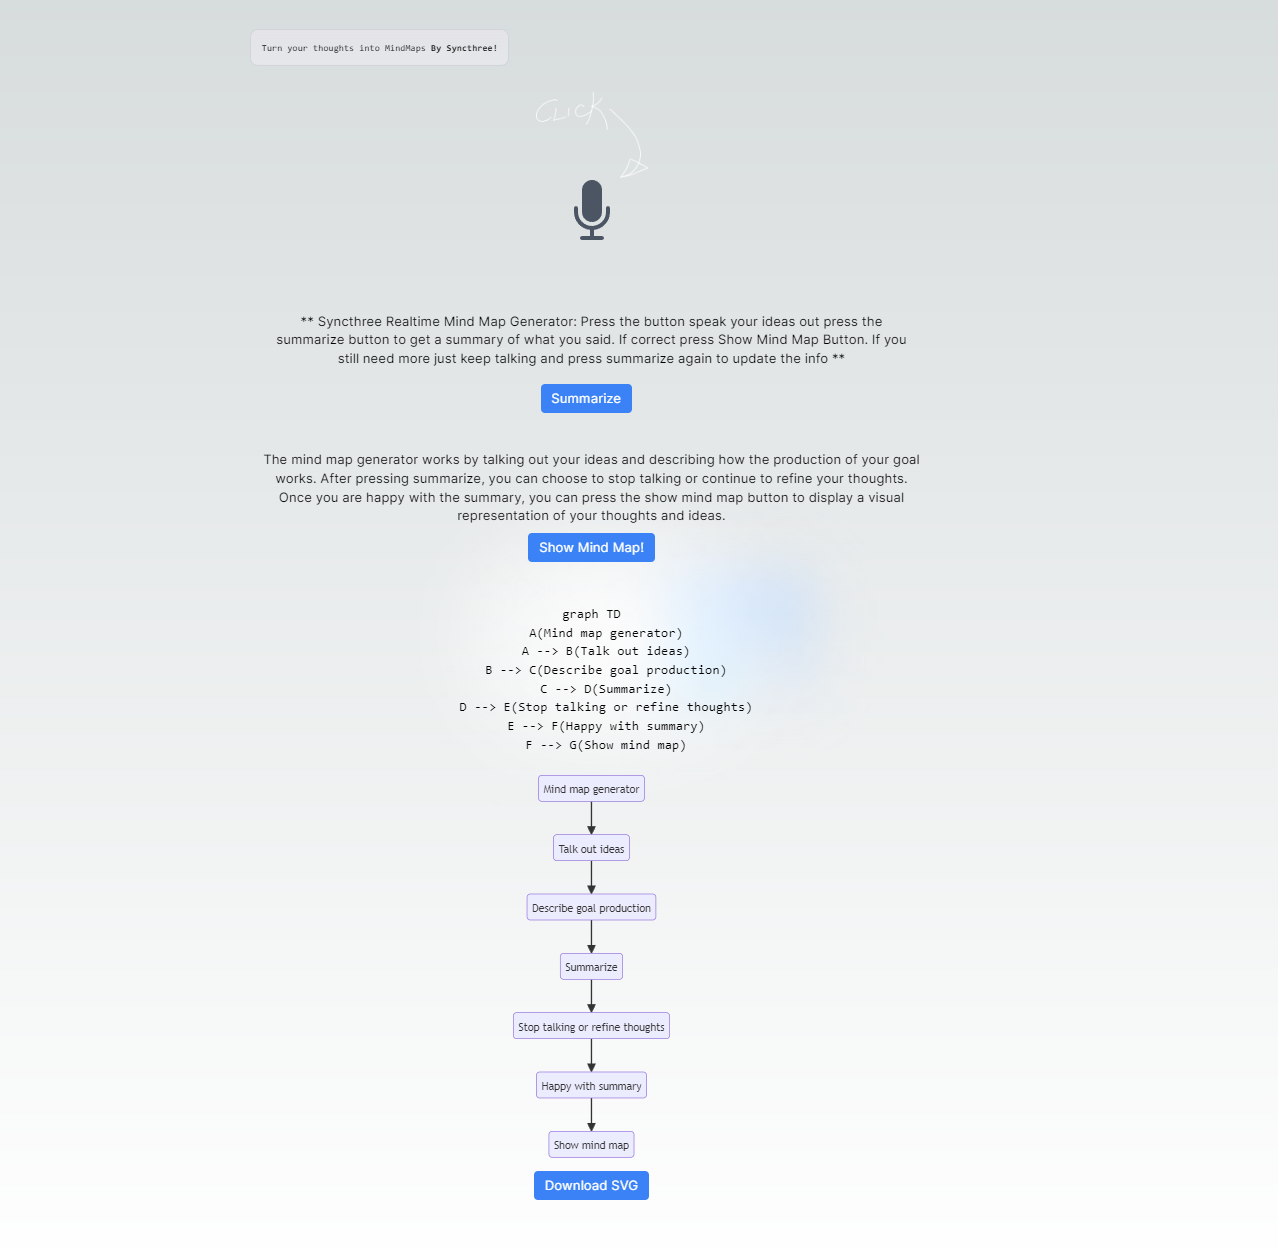 Turn your thoughts into MindMaps By Syncthree!
CLICK
** Syncthree Realtime Mind Map Generator: Press the button speak your ideas out press the
summarize button to get a summary of what you said. If correct press Show Mind Map Button. If you
still need more just keep talking and press summarize again to update the info **
Summarize
The mind map generator works by talking out your ideas and describing how the production of your goal
works. After pressing summarize, you can choose to stop talking or continue to refine your thoughts.
Once you are happy with the summary, you can press the show mind map button to display a visual
representation of your thoughts and ideas.
Show Mind Map!
graph TD
A(Mind map generator)
A --> B(Talk out ideas)
B --> C(Describe goal production)
C --> D(Summarize)
D --> E(Stop talking or refine thoughts)
E --> F(Happy with summary)
F --> G(Show mind map)
Mind map generator
Talk out ideas
Describe goal production
Summarize
Stop talking or refine thoughts
Happy with summary
Show mind map
Download SVG